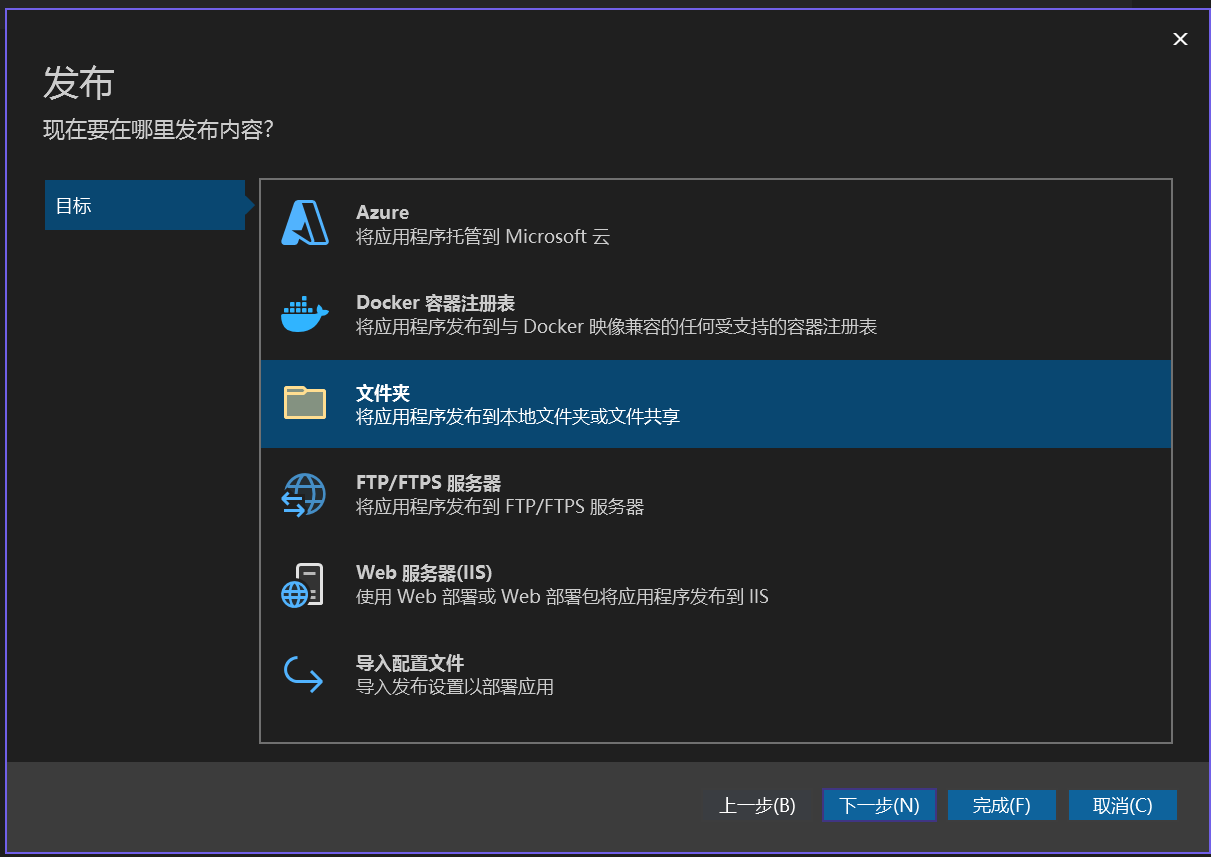 发布
现在要在哪里发布内容?
目标
Azure
将应用程序托管到 Microsoft 云
Docker 容器注册表
将应用程序发布到与 Docker 映像兼容的任何受支持的容器注册表
文件夹
将应用程序发布到本地文件夹或文件共享
FTP/FTPS 服务器
将应用程序发布到 FTP/FTPS 服务器
Web 服务器(IIS)
使用 Web 部署或 Web 部署包将应用程序发布到 IIS
导入配置文件
导入发布设置以部署应用
上一步(B) 下一步(N) 完成(F) 取消(C)